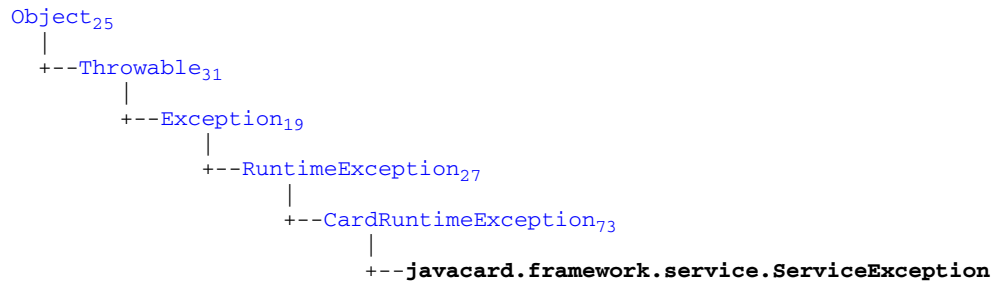 Object25
|
+--Throwable31
|
+--Exception19
|
+--RuntimeException27
|
+--CardRuntimeException73
|
+--javacard.framework.service.ServiceException